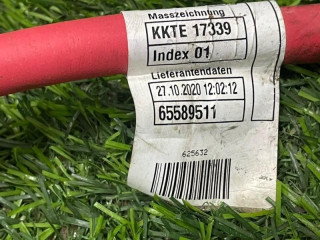 Masszeichnung
KKTE 17339
Index 01
Lieferantendaten
27.10.2020 12:02:12
65589511
625632